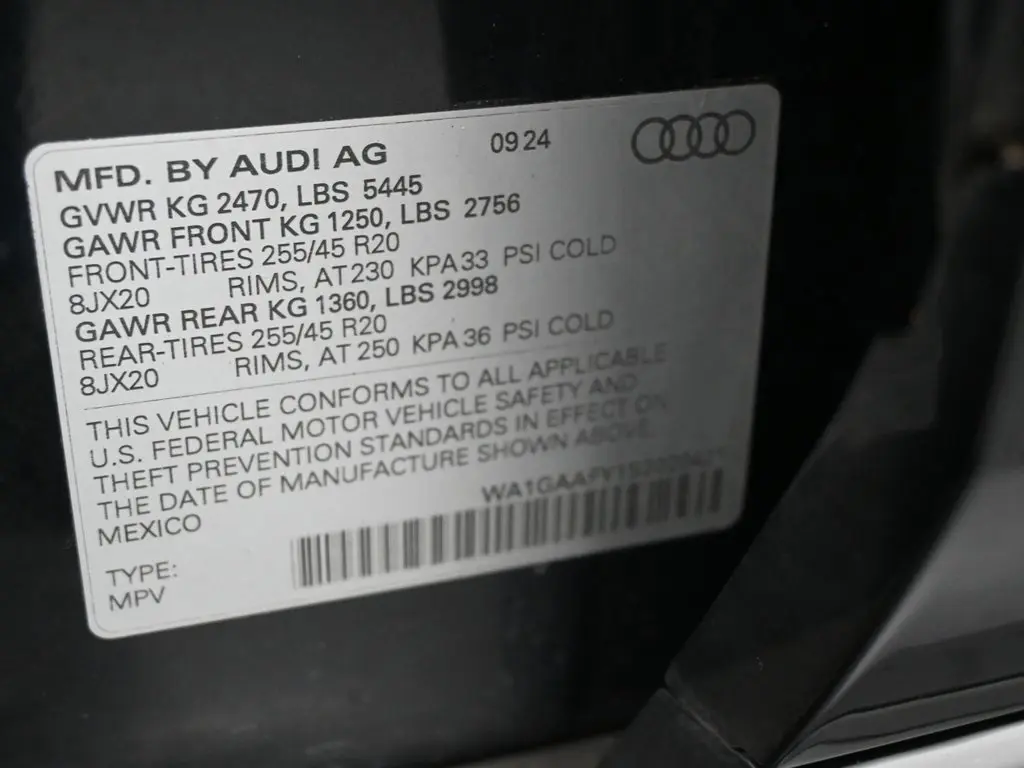 MFD. BY AUDI AG 09 24
GVWR KG 2470, LBS 5445
GAWR FRONT KG 1250, LBS 2756
FRONT-TIRES 255/45 R20
8JX20 RIMS, AT 230 KPA 33 PSI COLD
GAWR REAR KG 1360, LBS 2998
REAR-TIRES 255/45 R20
8JX20 RIMS, AT 250 KPA 36 PSI COLD
THIS VEHICLE CONFORMS TO ALL APPLICABLE
U.S. FEDERAL MOTOR VEHICLE SAFETY AND
THEFT PREVENTION STANDARDS IN EFFECT ON
THE DATE OF MANUFACTURE SHOWN ABOVE
MEXICO
TYPE:
MPV